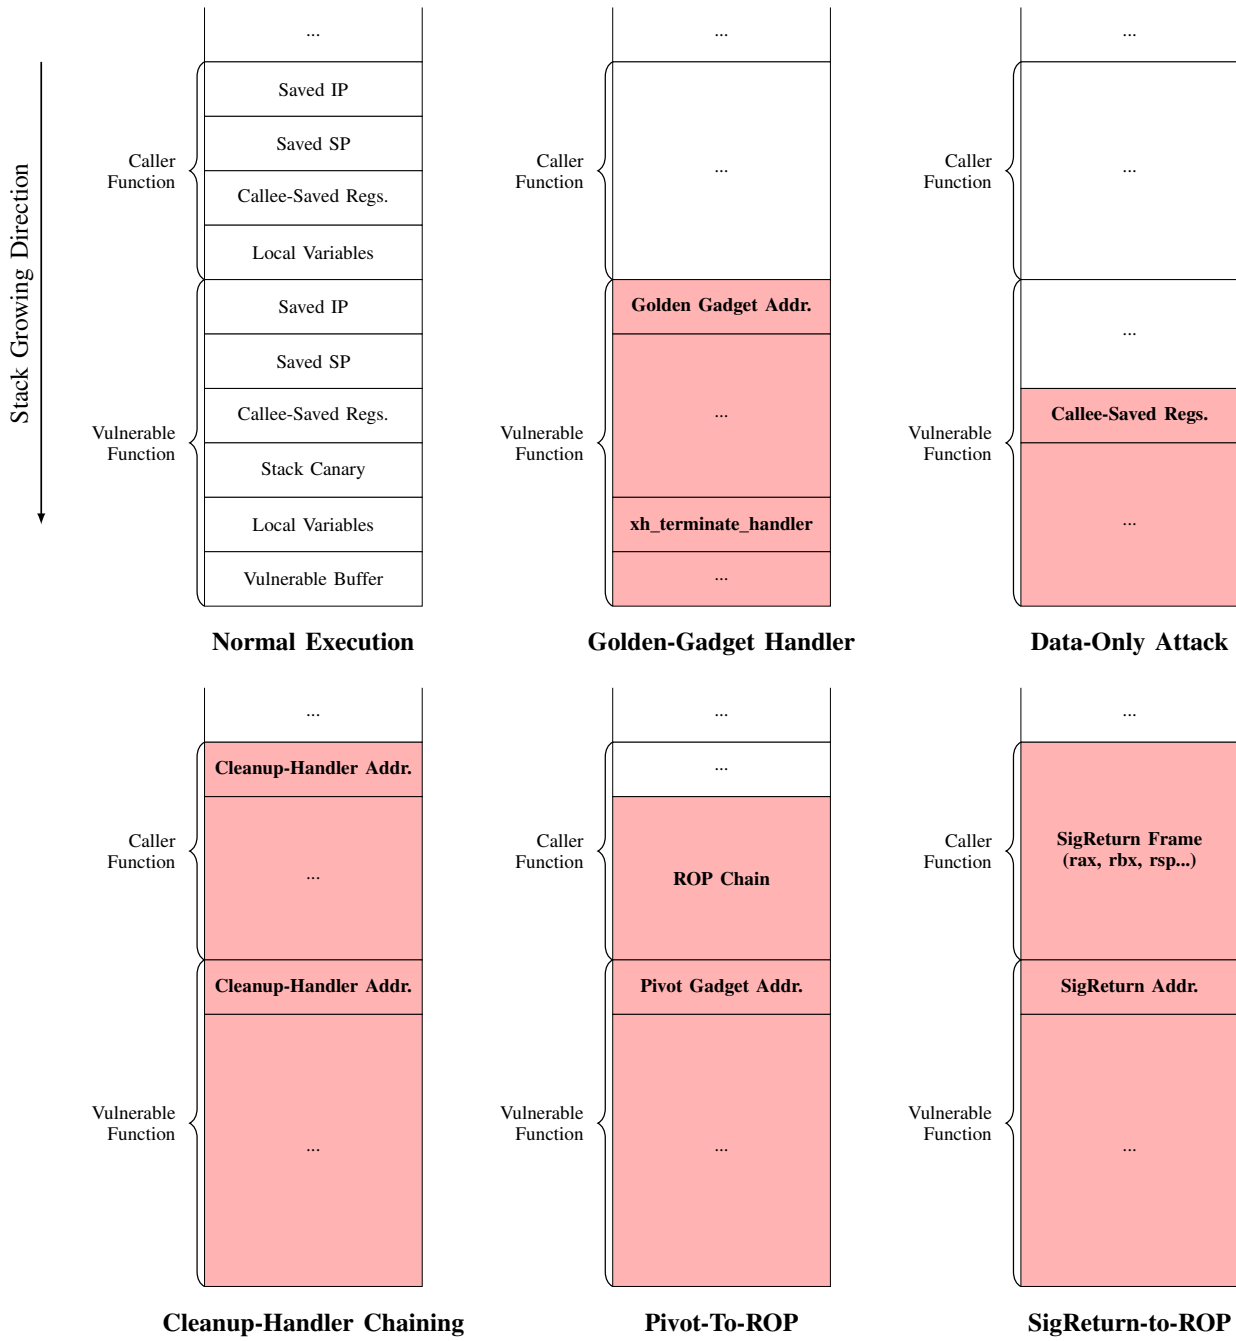 Stack Growing Direction
...
Caller
Function
Saved IP
Saved SP
Callee-Saved Regs.
Local Variables
Vulnerable
Function
Saved IP
Saved SP
Callee-Saved Regs.
Stack Canary
Local Variables
Vulnerable Buffer
Normal Execution
...
Caller
Function
...
Vulnerable
Function
Golden Gadget Addr.
...
xh_terminate_handler
...
Golden-Gadget Handler
...
Caller
Function
...
Vulnerable
Function
...
Callee-Saved Regs.
...
Data-Only Attack
...
Caller
Function
Cleanup-Handler Addr.
...
Vulnerable
Function
Cleanup-Handler Addr.
...
Cleanup-Handler Chaining
...
Caller
Function
...
ROP Chain
Vulnerable
Function
Pivot Gadget Addr.
...
Pivot-To-ROP
...
Caller
Function
SigReturn Frame
(rax, rbx, rsp...)
Vulnerable
Function
SigReturn Addr.
...
SigReturn-to-ROP